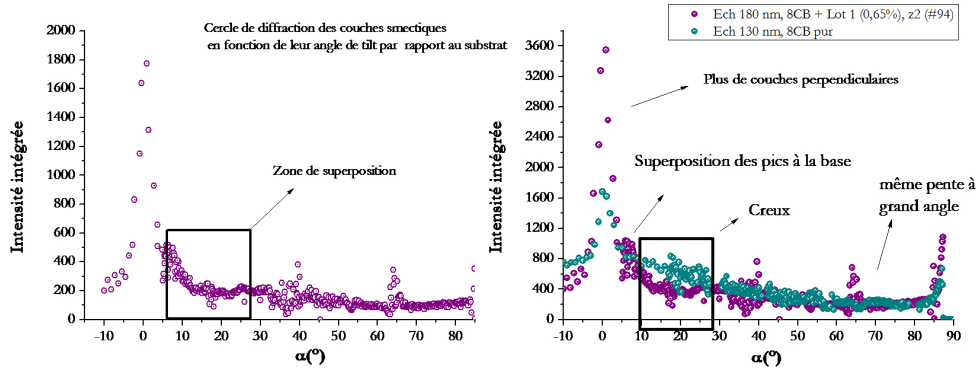 Cercle de diffraction des couches smectiques
en fonction de leur angle de tilt par rapport au substrat
2000
1800
1600
1400
1200
1000
800
600
400
200
0
Intensité intégrée
Zone de superposition
-10 0 10 20 30 40 50 60 70 80
α(°)
Ech 180 nm, 8CB + Lot 1 (0,65%), z2 (#94)
Ech 130 nm, 8CB pur
3600
3200
2800
2400
2000
1600
1200
800
400
0
Intensité intégrée
Plus de couches perpendiculaires
Superposition des pics à la base
même pente à
grand angle
Creux
-10 0 10 20 30 40 50 60 70 80 90
α(°)